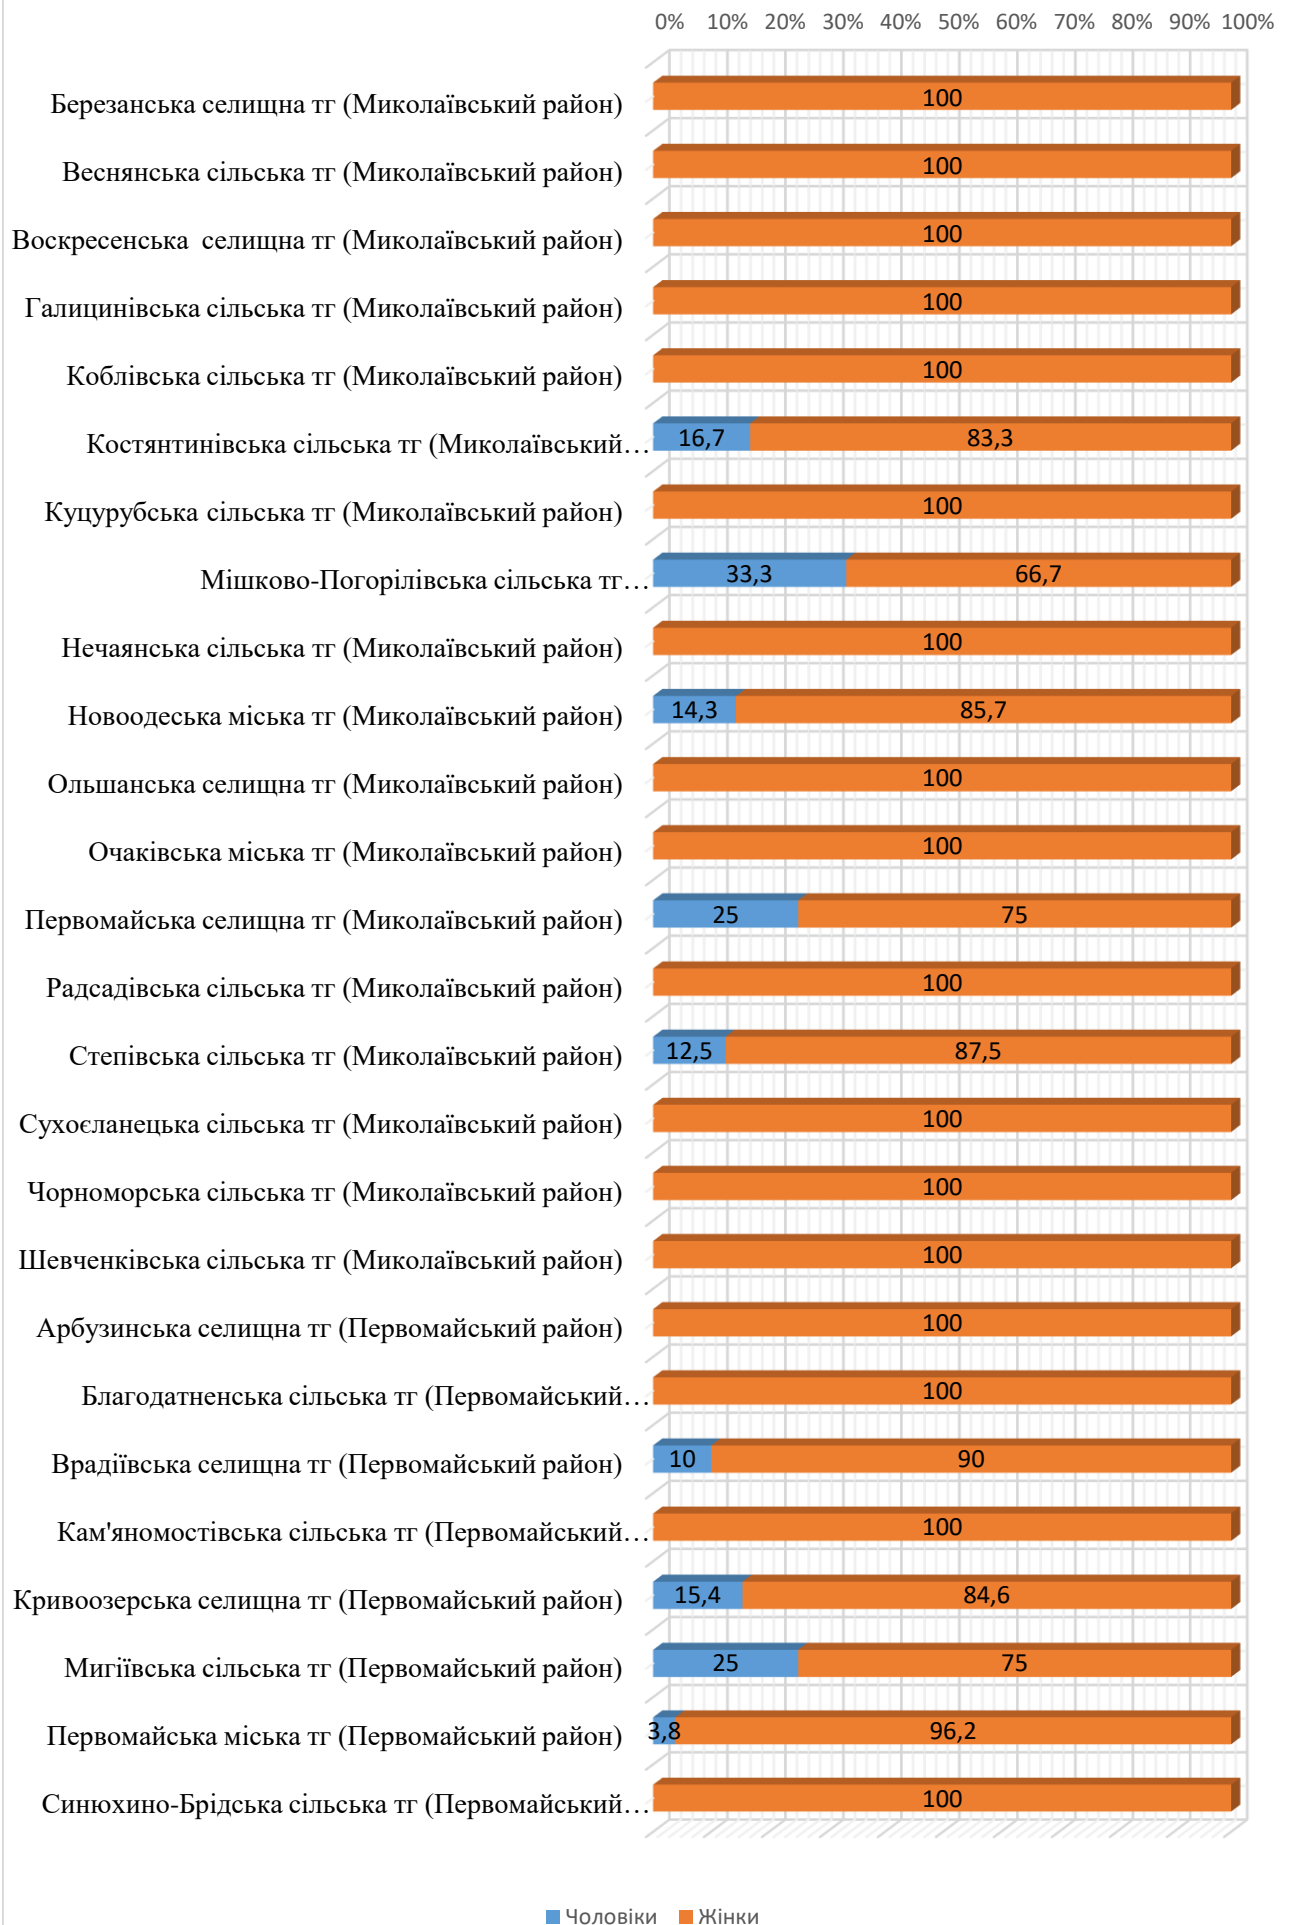 0% 10% 20% 30% 40% 50% 60% 70% 80% 90% 100%
Березанська селищна тг (Миколаївський район) 100
Веснянська сільська тг (Миколаївський район) 100
Воскресенська селищна тг (Миколаївський район) 100
Галицинівська сільська тг (Миколаївський район) 100
Коблівська сільська тг (Миколаївський район) 100
Костянтинівська сільська тг (Миколаївський… 16,7 83,3
Куцурубська сільська тг (Миколаївський район) 100
Мішково-Погорілівська сільська тг… 33,3 66,7
Нечаянська сільська тг (Миколаївський район) 100
Новоодеська міська тг (Миколаївський район) 14,3 85,7
Ольшанська селищна тг (Миколаївський район) 100
Очаківська міська тг (Миколаївський район) 100
Первомайська селищна тг (Миколаївський район) 25 75
Радсадівська сільська тг (Миколаївський район) 100
Степівська сільська тг (Миколаївський район) 12,5 87,5
Сухоєланецька сільська тг (Миколаївський район) 100
Чорноморська сільська тг (Миколаївський район) 100
Шевченківська сільська тг (Миколаївський район) 100
Арбузинська селищна тг (Первомайський район) 100
Благодатненська сільська тг (Первомайський… 100
Врадіївська селищна тг (Первомайський район) 10 90
Кам'яномостівська сільська тг (Первомайський… 100
Кривоозерська селищна тг (Первомайський район) 15,4 84,6
Мигіївська сільська тг (Первомайський район) 25 75
Первомайська міська тг (Первомайський район) 3,8 96,2
Синюхино-Брідська сільська тг (Первомайський… 100
Чоловіки Жінки